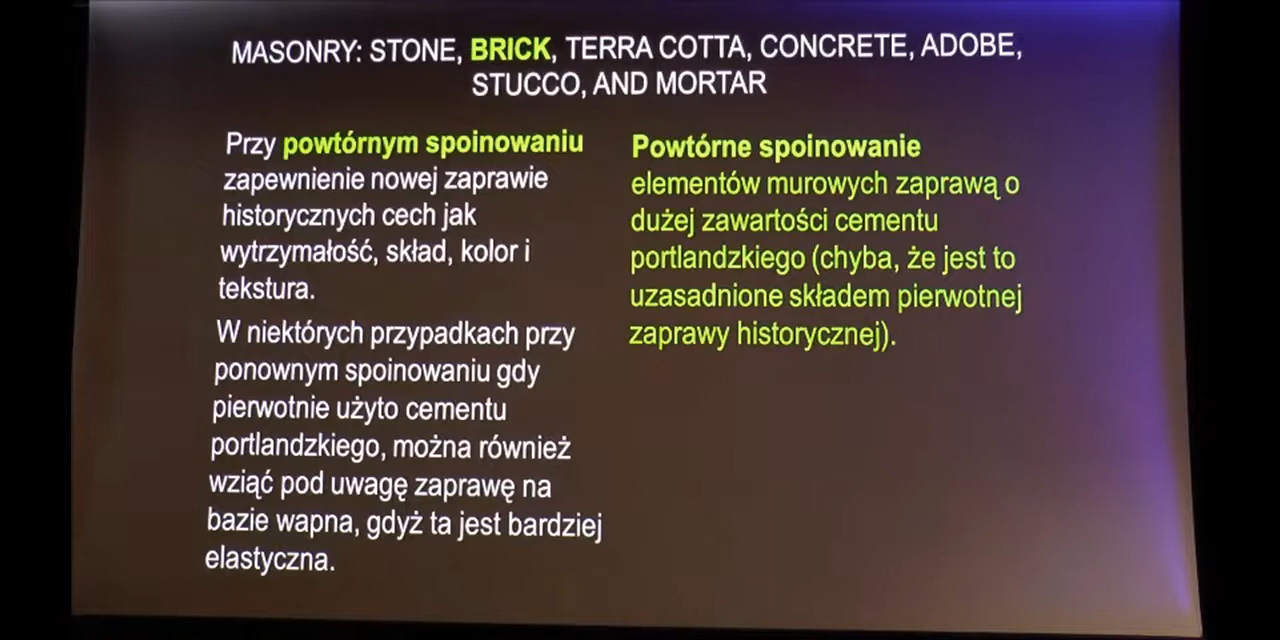 MASONRY: STONE, BRICK, TERRA COTTA, CONCRETE, ADOBE,
STUCCO, AND MORTAR
Przy powtórnym spoinowaniu
zapewnienie nowej zaprawie
historycznych cech jak
wytrzymałość, skład, kolor i
tekstura.
W niektórych przypadkach przy
ponownym spoinowaniu gdy
pierwotnie użyto cementu
portlandzkiego, można również
wziąć pod uwagę zaprawę na
bazie wapna, gdyż ta jest bardziej
elastyczna.
Powtórne spoinowanie
elementów murowych zaprawą o
dużej zawartości cementu
portlandzkiego (chyba, że jest to
uzasadnione składem pierwotnej
zaprawy historycznej).